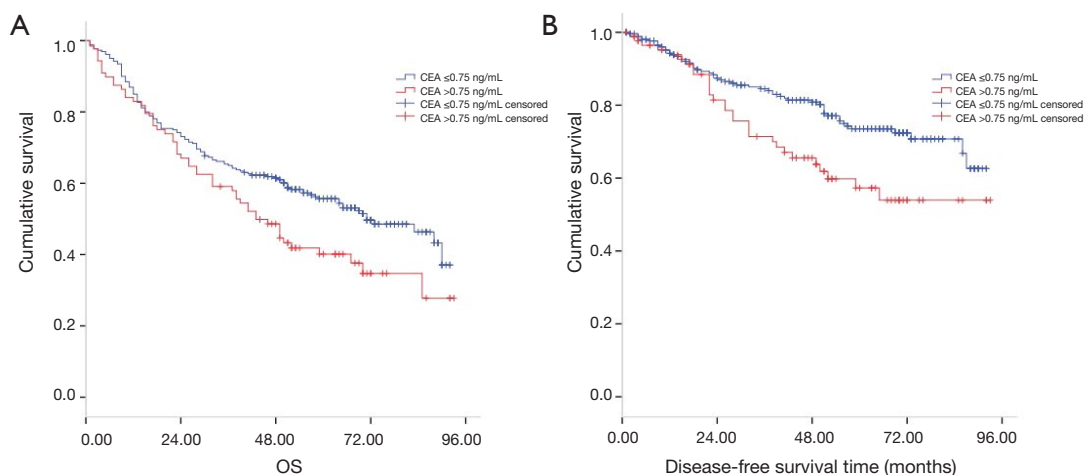 A
Cumulative survival
1.0
0.8
0.6
0.4
0.2
0.0
CEA ≤0.75 ng/mL
CEA >0.75 ng/mL
CEA ≤0.75 ng/mL censored
CEA >0.75 ng/mL censored
0.00 24.00 48.00 72.00 96.00
OS
B
Cumulative survival
1.0
0.8
0.6
0.4
0.2
0.0
CEA ≤0.75 ng/mL
CEA >0.75 ng/mL
CEA ≤0.75 ng/mL censored
CEA >0.75 ng/mL censored
0.00 24.00 48.00 72.00 96.00
Disease-free survival time (months)